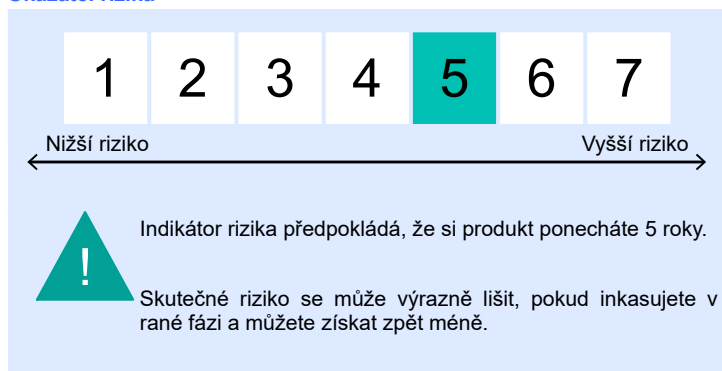 1 2 3 4 5 6 7
Nižší riziko Vyšší riziko
!
Indikátor rizika předpokládá, že si produkt ponecháte 5 roky.
Skutečné riziko se může výrazně lišit, pokud inkasujete v
rané fázi a můžete získat zpět méně.